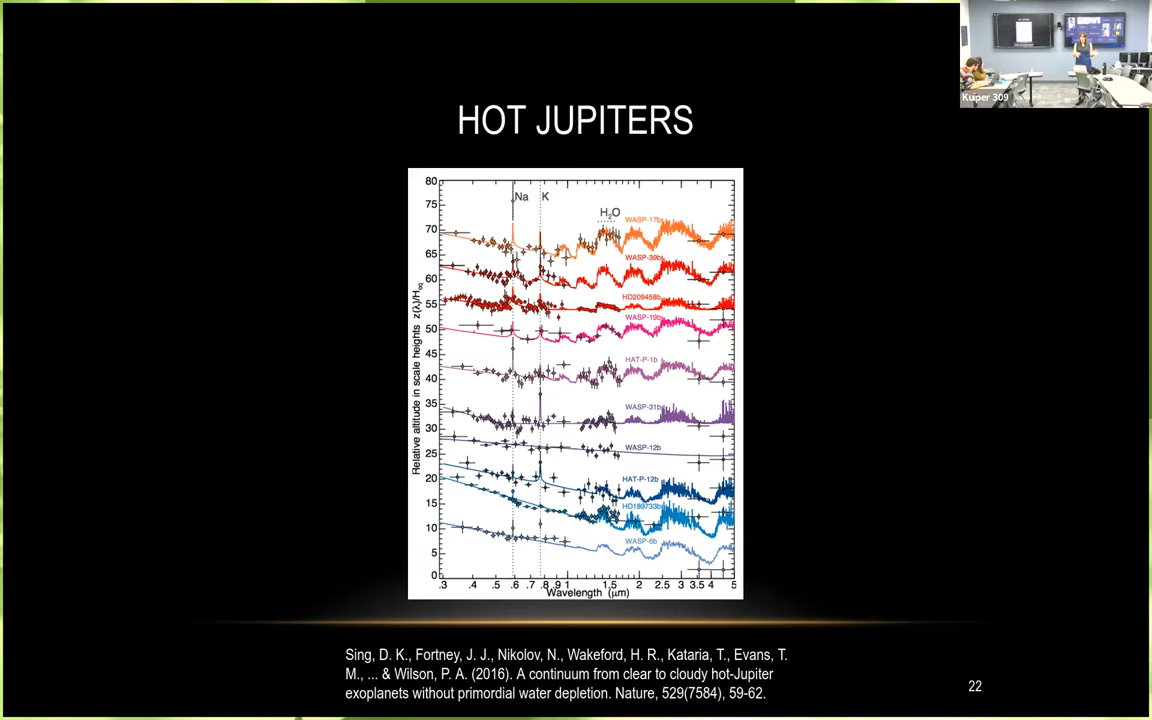 Kuiper 309
HOT JUPITERS
Na K
H2O
WASP-17b
WASP-39b
HD209458b
WASP-19b
HAT-P-1b
WASP-31b
WASP-12b
HAT-P-12b
HD189733b
WASP-6b
80
75
70
65
60
55
50
45
40
35
30
25
20
15
10
5
0
Relative altitude in scale heights z(λ)/Heq
.3 .4 .5 .6 .7 .8 .9 1 1.5 2 2.5 3 3.5 4 5
Wavelength (μm)
Sing, D. K., Fortney, J. J., Nikolov, N., Wakeford, H. R., Kataria, T., Evans, T.
M., ... & Wilson, P. A. (2016). A continuum from clear to cloudy hot-Jupiter
exoplanets without primordial water depletion. Nature, 529(7584), 59-62.
22